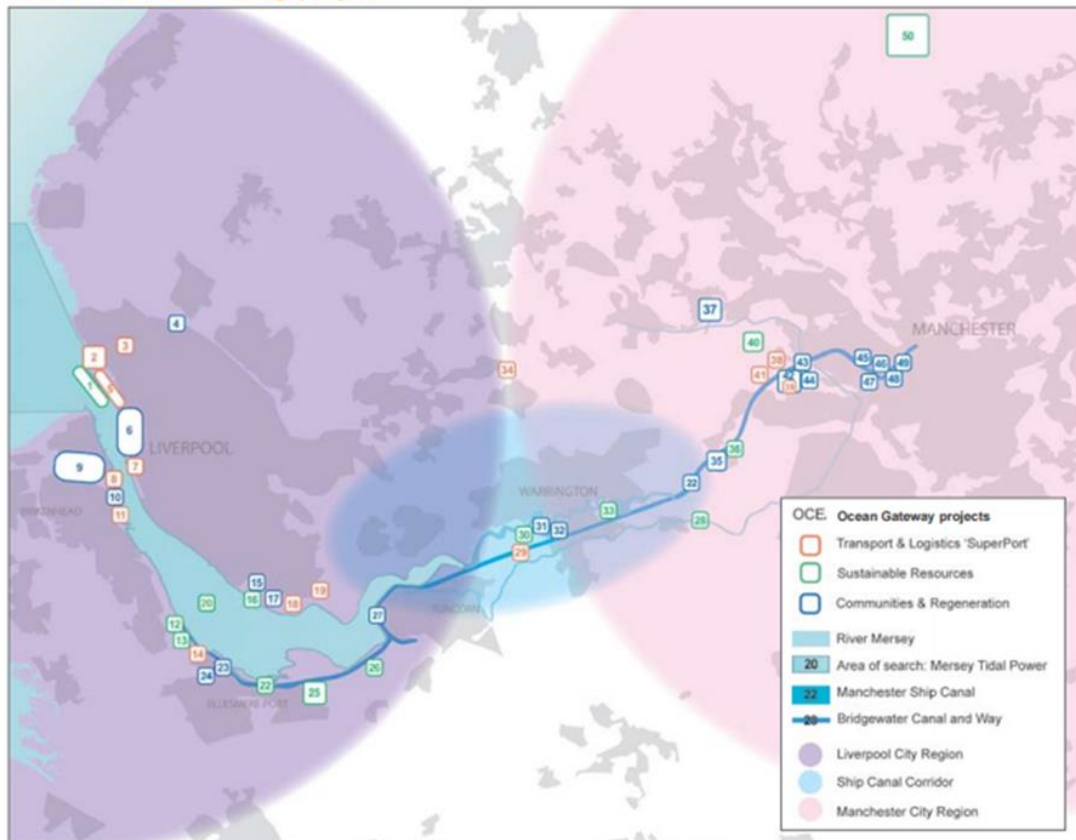 50
4
37
3
2
MANCHESTER
40
43
45
46
49
38
34
41
1
5
42
44
47
48
39
6
LIVERPOOL
36
7
9
35
8
22
WARRINGTON
10
BIRKENHEAD
33
11
28
31
32
30
29
OCE. Ocean Gateway projects
Transport & Logistics 'SuperPort'
Sustainable Resources
Communities & Regeneration
River Mersey
20 Area of search: Mersey Tidal Power
22 Manchester Ship Canal
28 Bridgewater Canal and Way
Liverpool City Region
Ship Canal Corridor
Manchester City Region
15
19
20
16
17
18
RUNCORN
27
12
13
14
23
26
24
22
25
ELLESMERE PORT